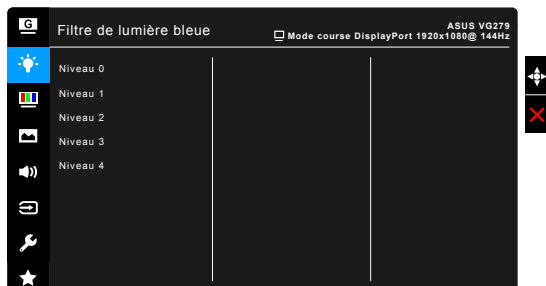 G
Filtre de lumière bleue
ASUS VG279
Mode course DisplayPort 1920x1080@ 144Hz
Niveau 0
Niveau 1
Niveau 2
Niveau 3
Niveau 4